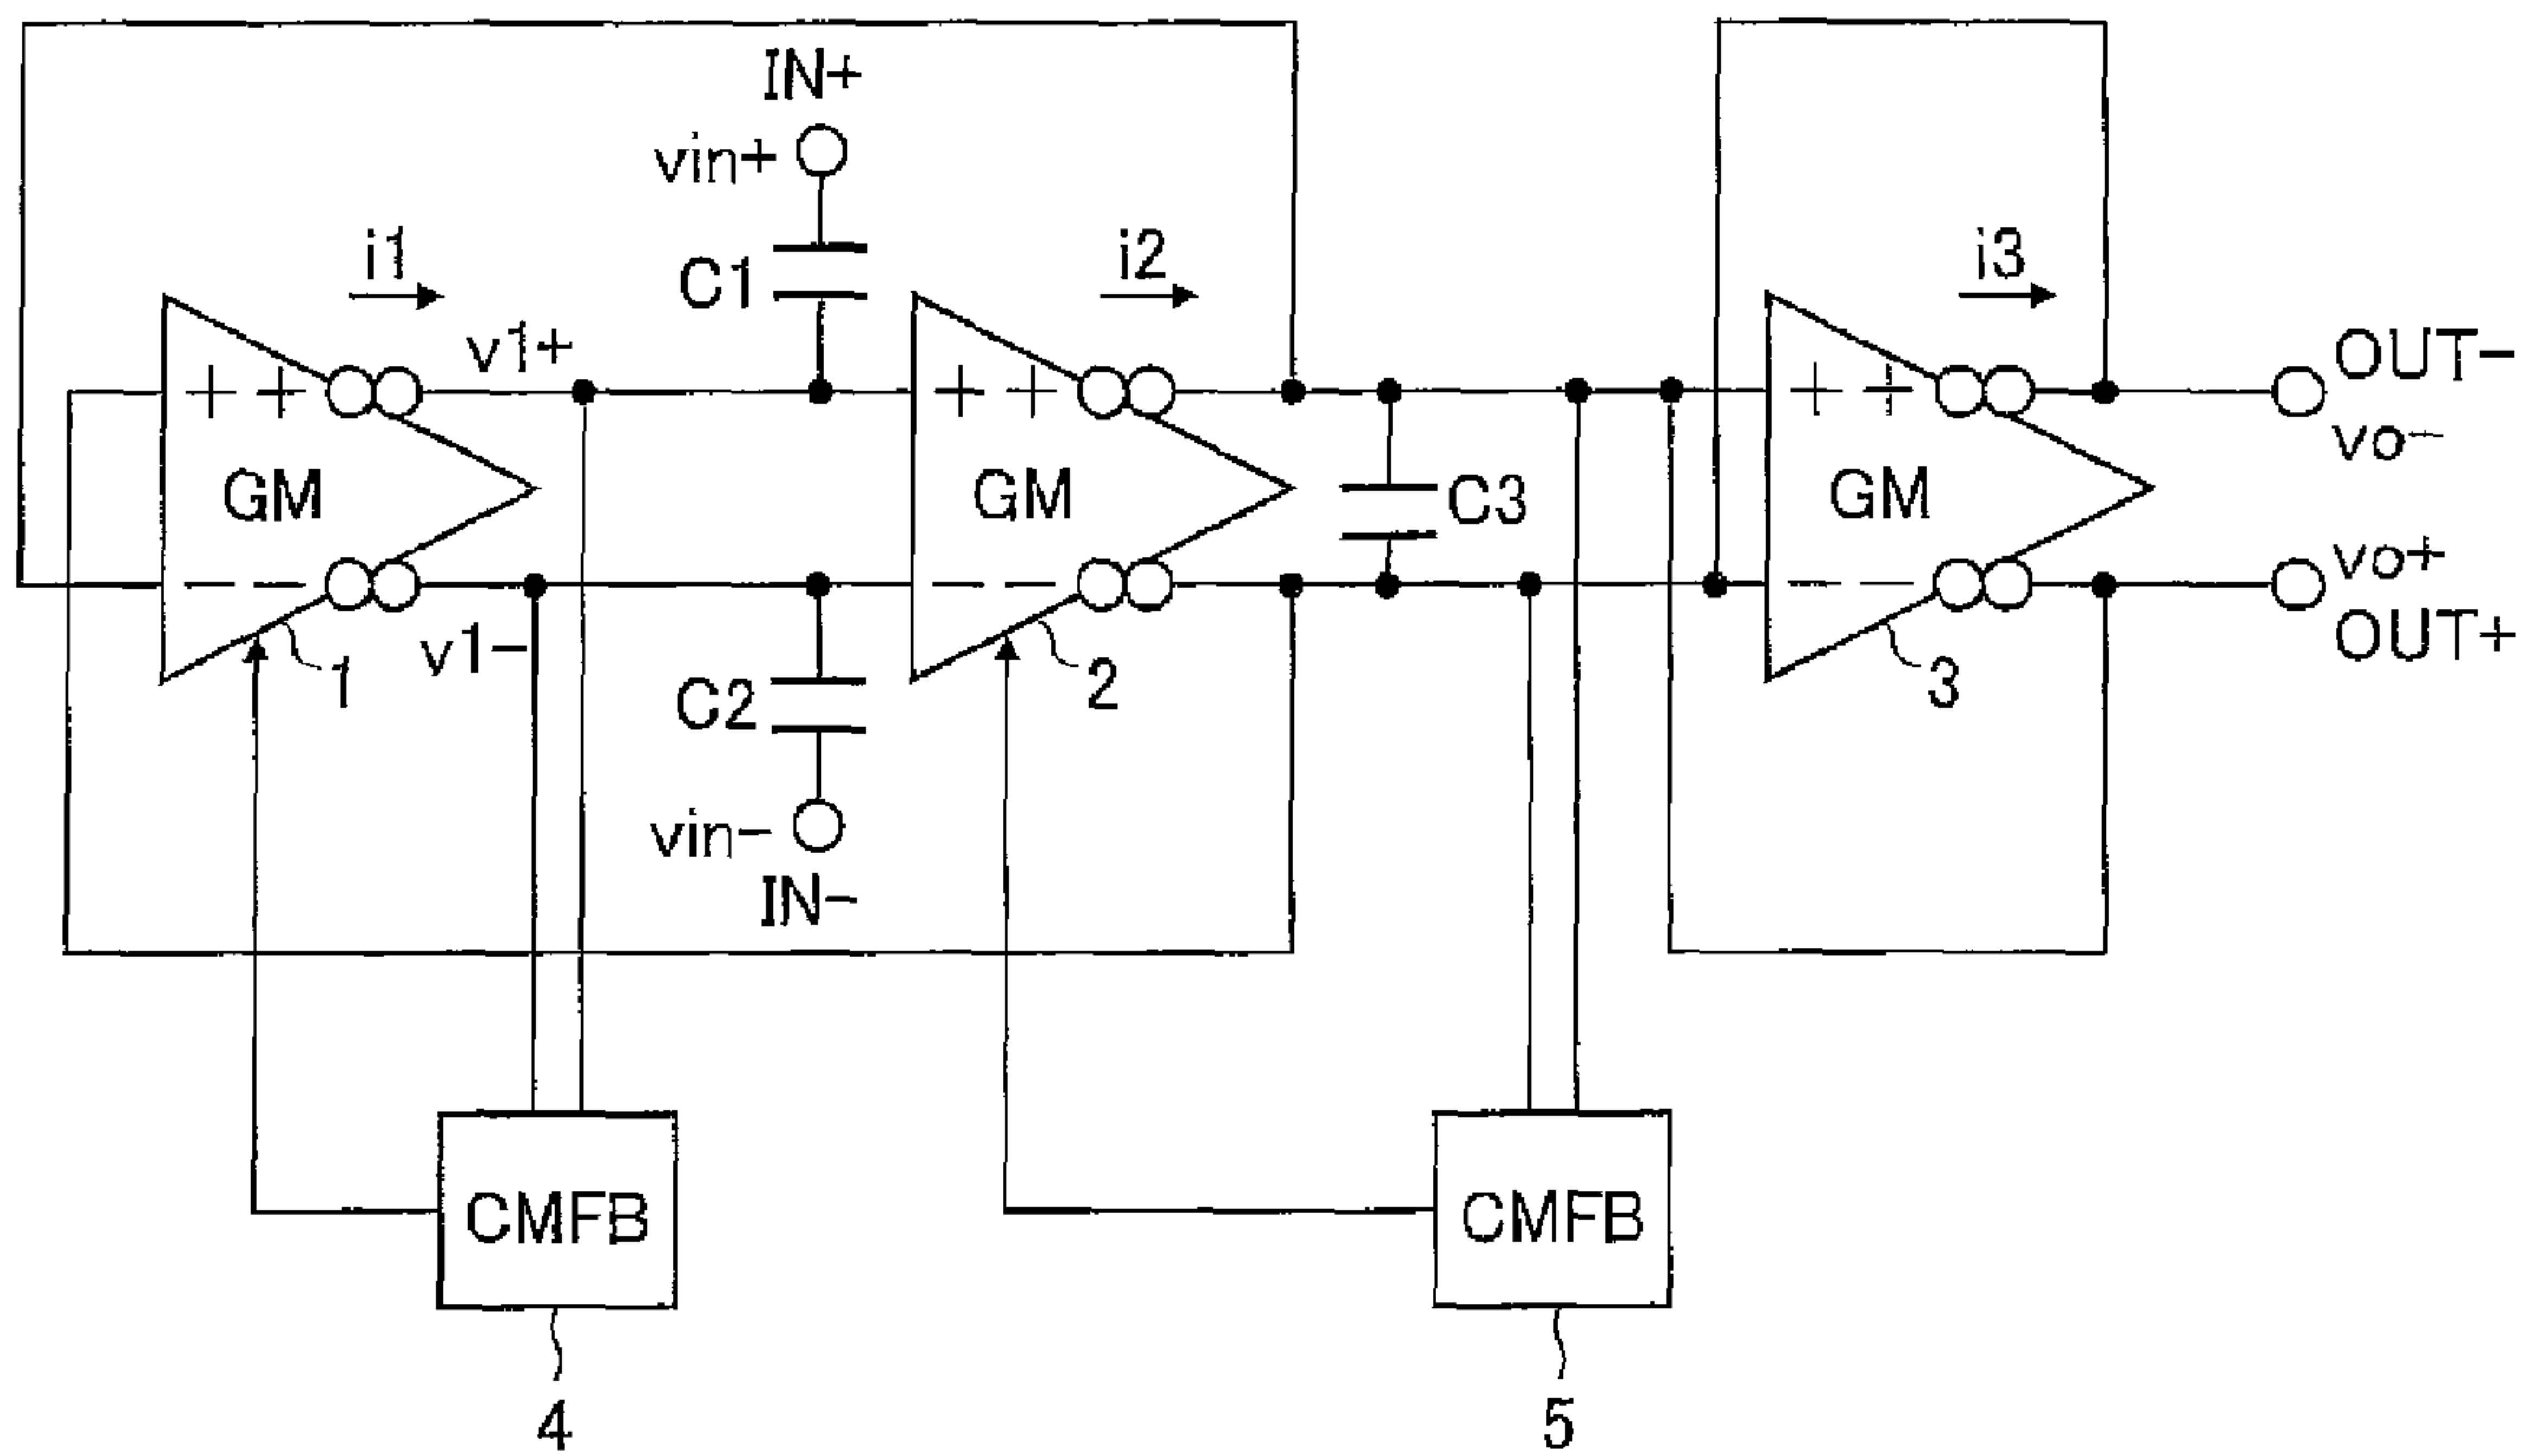 IN+
vin+
i1
C1
i2
i3
v1+
OUT-
vo-
+ +
+ +
+ +
GM
GM
C3
GM
vo+
OUT+
- -
- -
- -
v1-
1
C2
2
3
vin-
IN-
CMFB
CMFB
4
5